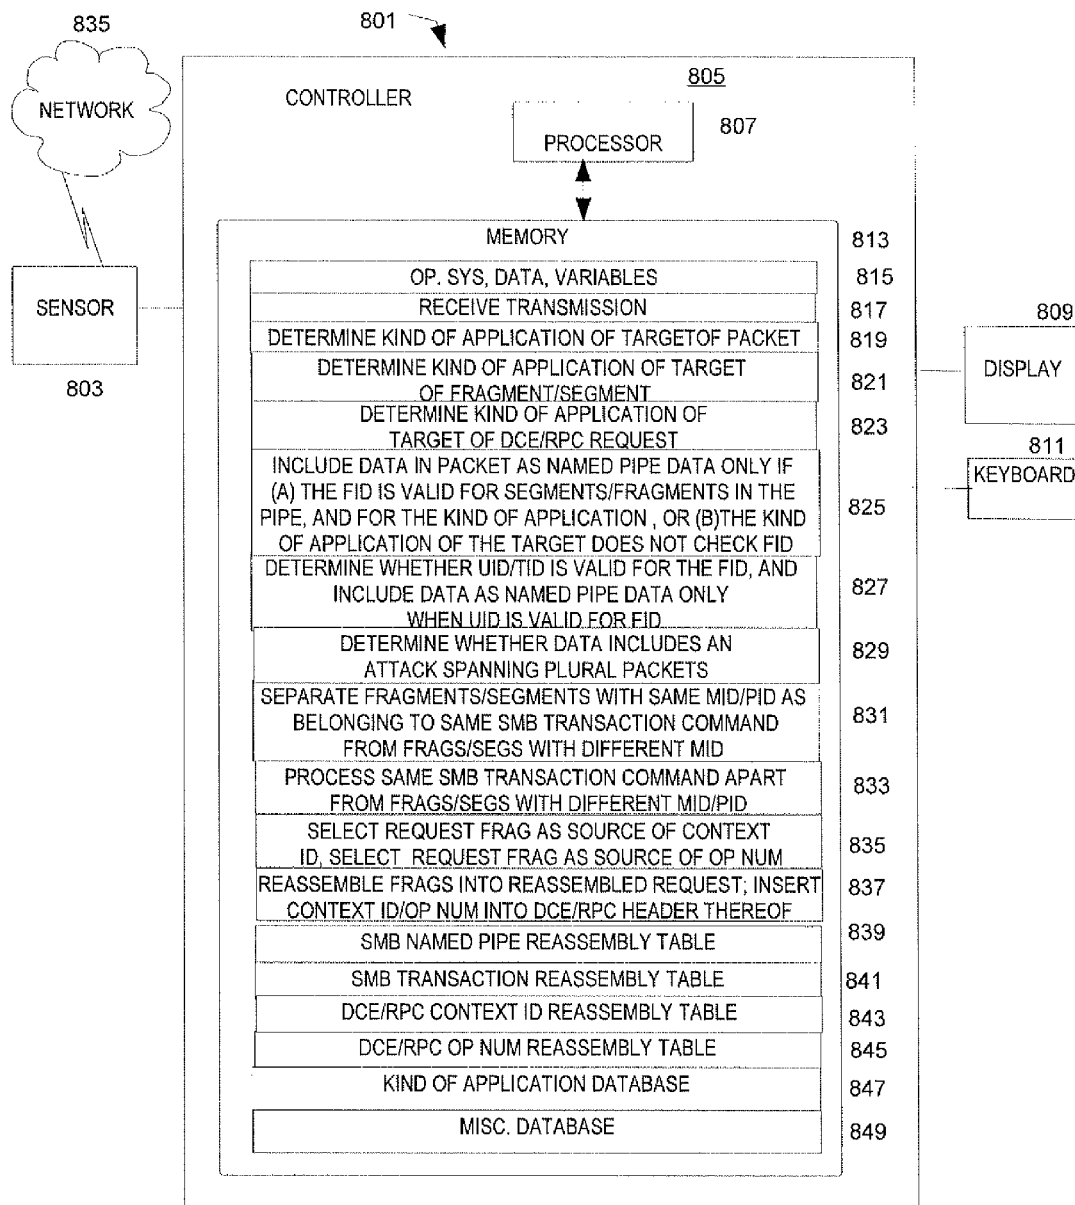 835
801
NETWORK
CONTROLLER
805
PROCESSOR
807
MEMORY
813
OP. SYS, DATA, VARIABLES
815
RECEIVE TRANSMISSION
817
DETERMINE KIND OF APPLICATION OF TARGETOF PACKET
819
DETERMINE KIND OF APPLICATION OF TARGET
OF FRAGMENT/SEGMENT
821
DETERMINE KIND OF APPLICATION OF
TARGET OF DCE/RPC REQUEST
823
INCLUDE DATA IN PACKET AS NAMED PIPE DATA ONLY IF
(A) THE FID IS VALID FOR SEGMENTS/FRAGMENTS IN THE
PIPE, AND FOR THE KIND OF APPLICATION , OR (B)THE KIND
OF APPLICATION OF THE TARGET DOES NOT CHECK FID
825
DETERMINE WHETHER UID/TID IS VALID FOR THE FID, AND
INCLUDE DATA AS NAMED PIPE DATA ONLY
WHEN UID IS VALID FOR FID
827
DETERMINE WHETHER DATA INCLUDES AN
ATTACK SPANNING PLURAL PACKETS
829
SEPARATE FRAGMENTS/SEGMENTS WITH SAME MID/PID AS
BELONGING TO SAME SMB TRANSACTION COMMAND
FROM FRAGS/SEGS WITH DIFFERENT MID
831
PROCESS SAME SMB TRANSACTION COMMAND APART
FROM FRAGS/SEGS WITH DIFFERENT MID/PID
833
SELECT REQUEST FRAG AS SOURCE OF CONTEXT
ID, SELECT REQUEST FRAG AS SOURCE OF OP NUM
835
REASSEMBLE FRAGS INTO REASSEMBLED REQUEST; INSERT
CONTEXT ID/OP NUM INTO DCE/RPC HEADER THEREOF
837
SMB NAMED PIPE REASSEMBLY TABLE
839
SMB TRANSACTION REASSEMBLY TABLE
841
DCE/RPC CONTEXT ID REASSEMBLY TABLE
843
DCE/RPC OP NUM REASSEMBLY TABLE
845
KIND OF APPLICATION DATABASE
847
MISC. DATABASE
849
SENSOR
803
809
DISPLAY
811
KEYBOARD